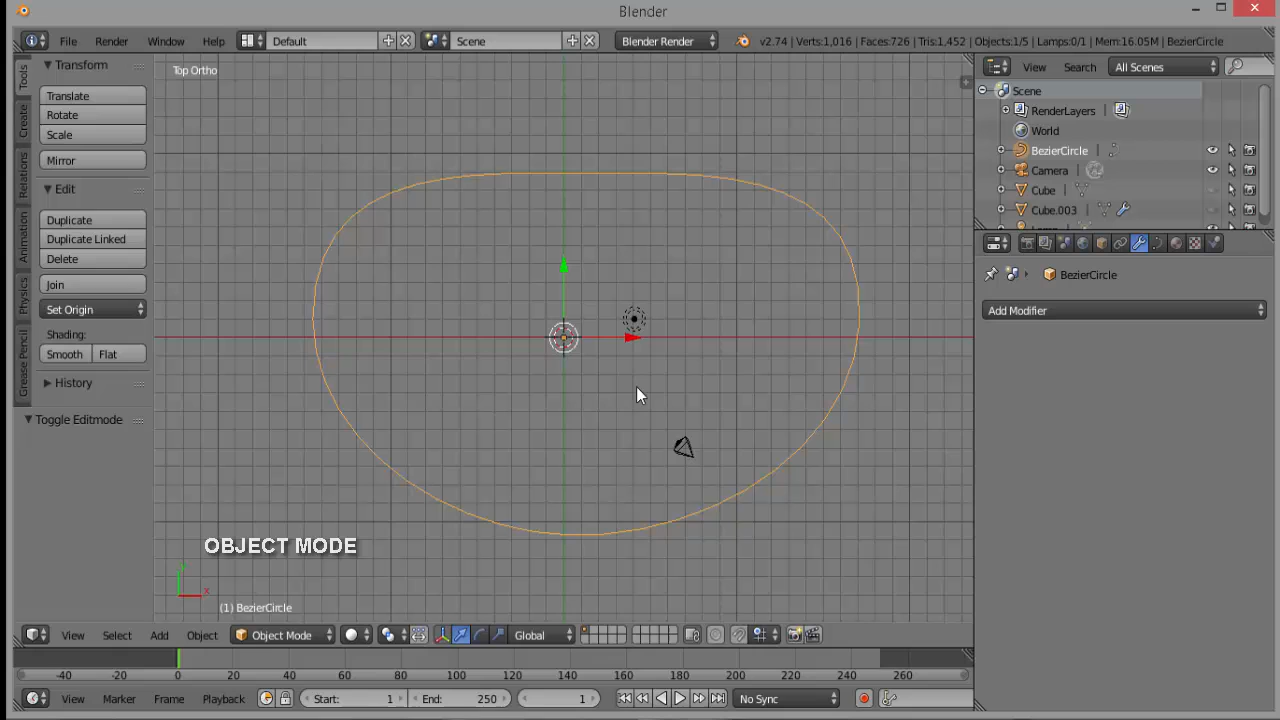 Blender
File Render Window Help Default Scene Blender Render v2.74 | Verts:1,016 | Faces:726 | Tris:1,452 | Objects:1/5 | Lamps:0/1 | Mem:16.05M | BezierCircle
Tools
Create
Relations
Animation
Physics
Grease Pencil
Transform
Translate
Rotate
Scale
Mirror
Edit
Duplicate
Duplicate Linked
Delete
Join
Set Origin
Shading:
Smooth Flat
History
Toggle Editmode
Top Ortho
OBJECT MODE
y
x
(1) BezierCircle
View Select Add Object Object Mode Global
-40 -20 0 20 40 60 80 100 120 140 160 180 200 220 240 260
View Marker Frame Playback Start: 1 End: 250 1 No Sync
View Search All Scenes
Scene
RenderLayers
World
BezierCircle
Camera
Cube
Cube.003
BezierCircle
Add Modifier